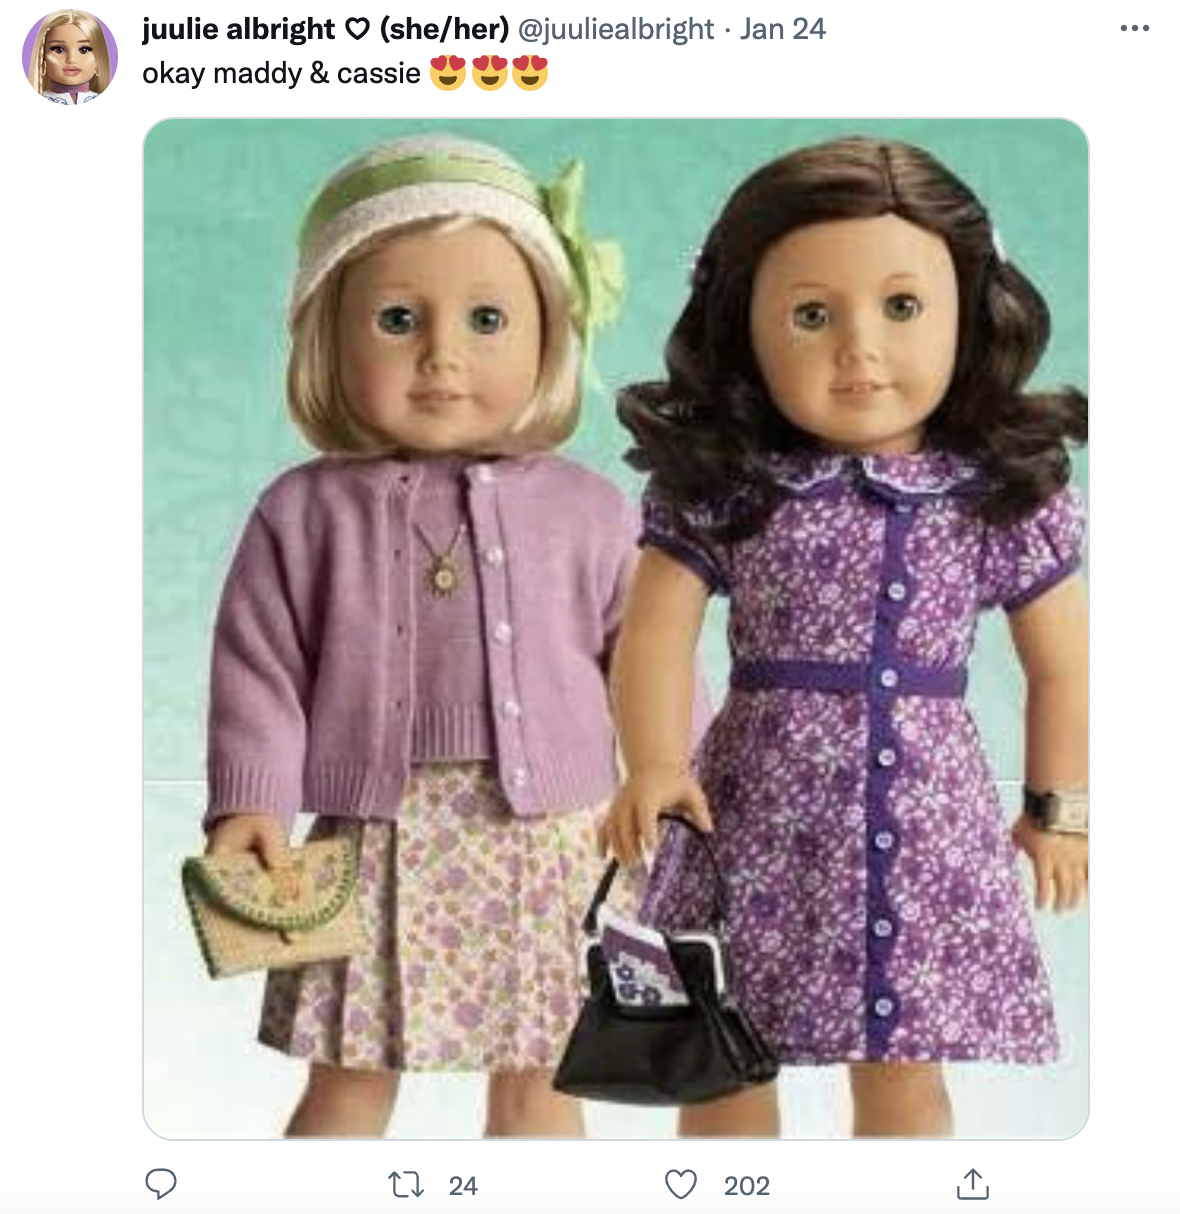 juulie albright ♡ (she/her) @juuliealbright · Jan 24
okay maddy & cassie 😍😍😍
24 202